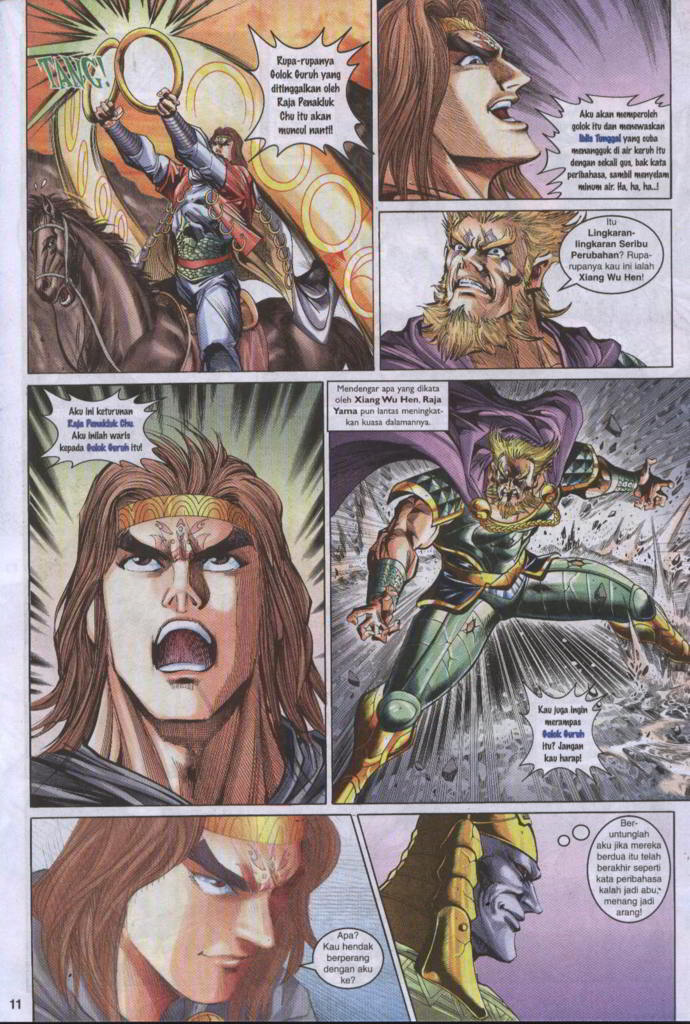 TANG!
Rupa-rupanya
Golok Guruh yang
ditinggalkan oleh
Raja Penakluk
Chu itu akan
muncul nanti!
Aku akan memperoleh
golok itu dan menewaskan
Iblis Tunggal yang cuba
menangguk di air keruh itu
dengan sekali gus, bak kata
peribahasa, sambil menyelam
minum air. Ha, ha, ha...!
Itu
Lingkaran-
lingkaran Seribu
Perubahan? Rupa-
rupanya kau ini ialah
Xiang Wu Hen!
Aku ini keturunan
Raja Penakluk Chu.
Aku inilah waris
kepada Golok Guruh itu!
Mendengar apa yang dikata
oleh Xiang Wu Hen, Raja
Yama pun lantas meningkat-
kan kuasa dalamannya.
Kau juga ingin
merampas
Golok Guruh
itu? Jangan
kau harap!
Apa?
Kau hendak
berperang
dengan aku
ke?
Ber-
untunglah
aku jika mereka
berdua itu telah
berakhir seperti
kata peribahasa
kalah jadi abu,
menang jadi
arang!
11